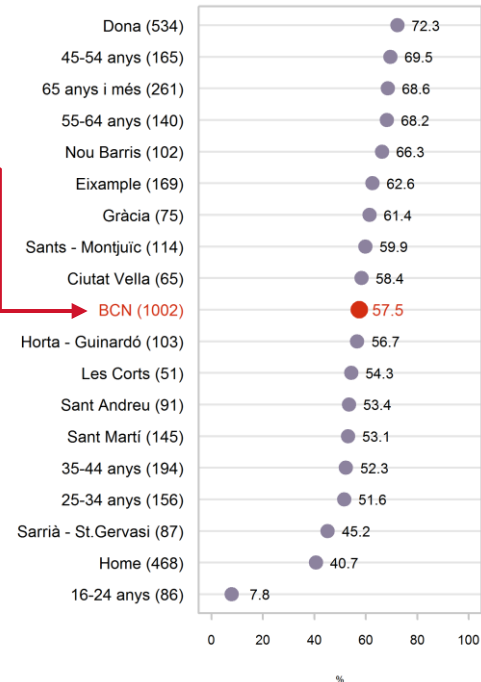 Dona (534) 72.3
45-54 anys (165) 69.5
65 anys i més (261) 68.6
55-64 anys (140) 68.2
Nou Barris (102) 66.3
Eixample (169) 62.6
Gràcia (75) 61.4
Sants - Montjuïc (114) 59.9
Ciutat Vella (65) 58.4
BCN (1002) 57.5
Horta - Guinardó (103) 56.7
Les Corts (51) 54.3
Sant Andreu (91) 53.4
Sant Martí (145) 53.1
35-44 anys (194) 52.3
25-34 anys (156) 51.6
Sarrià - St.Gervasi (87) 45.2
Home (468) 40.7
16-24 anys (86) 7.8
0 20 40 60 80 100
%